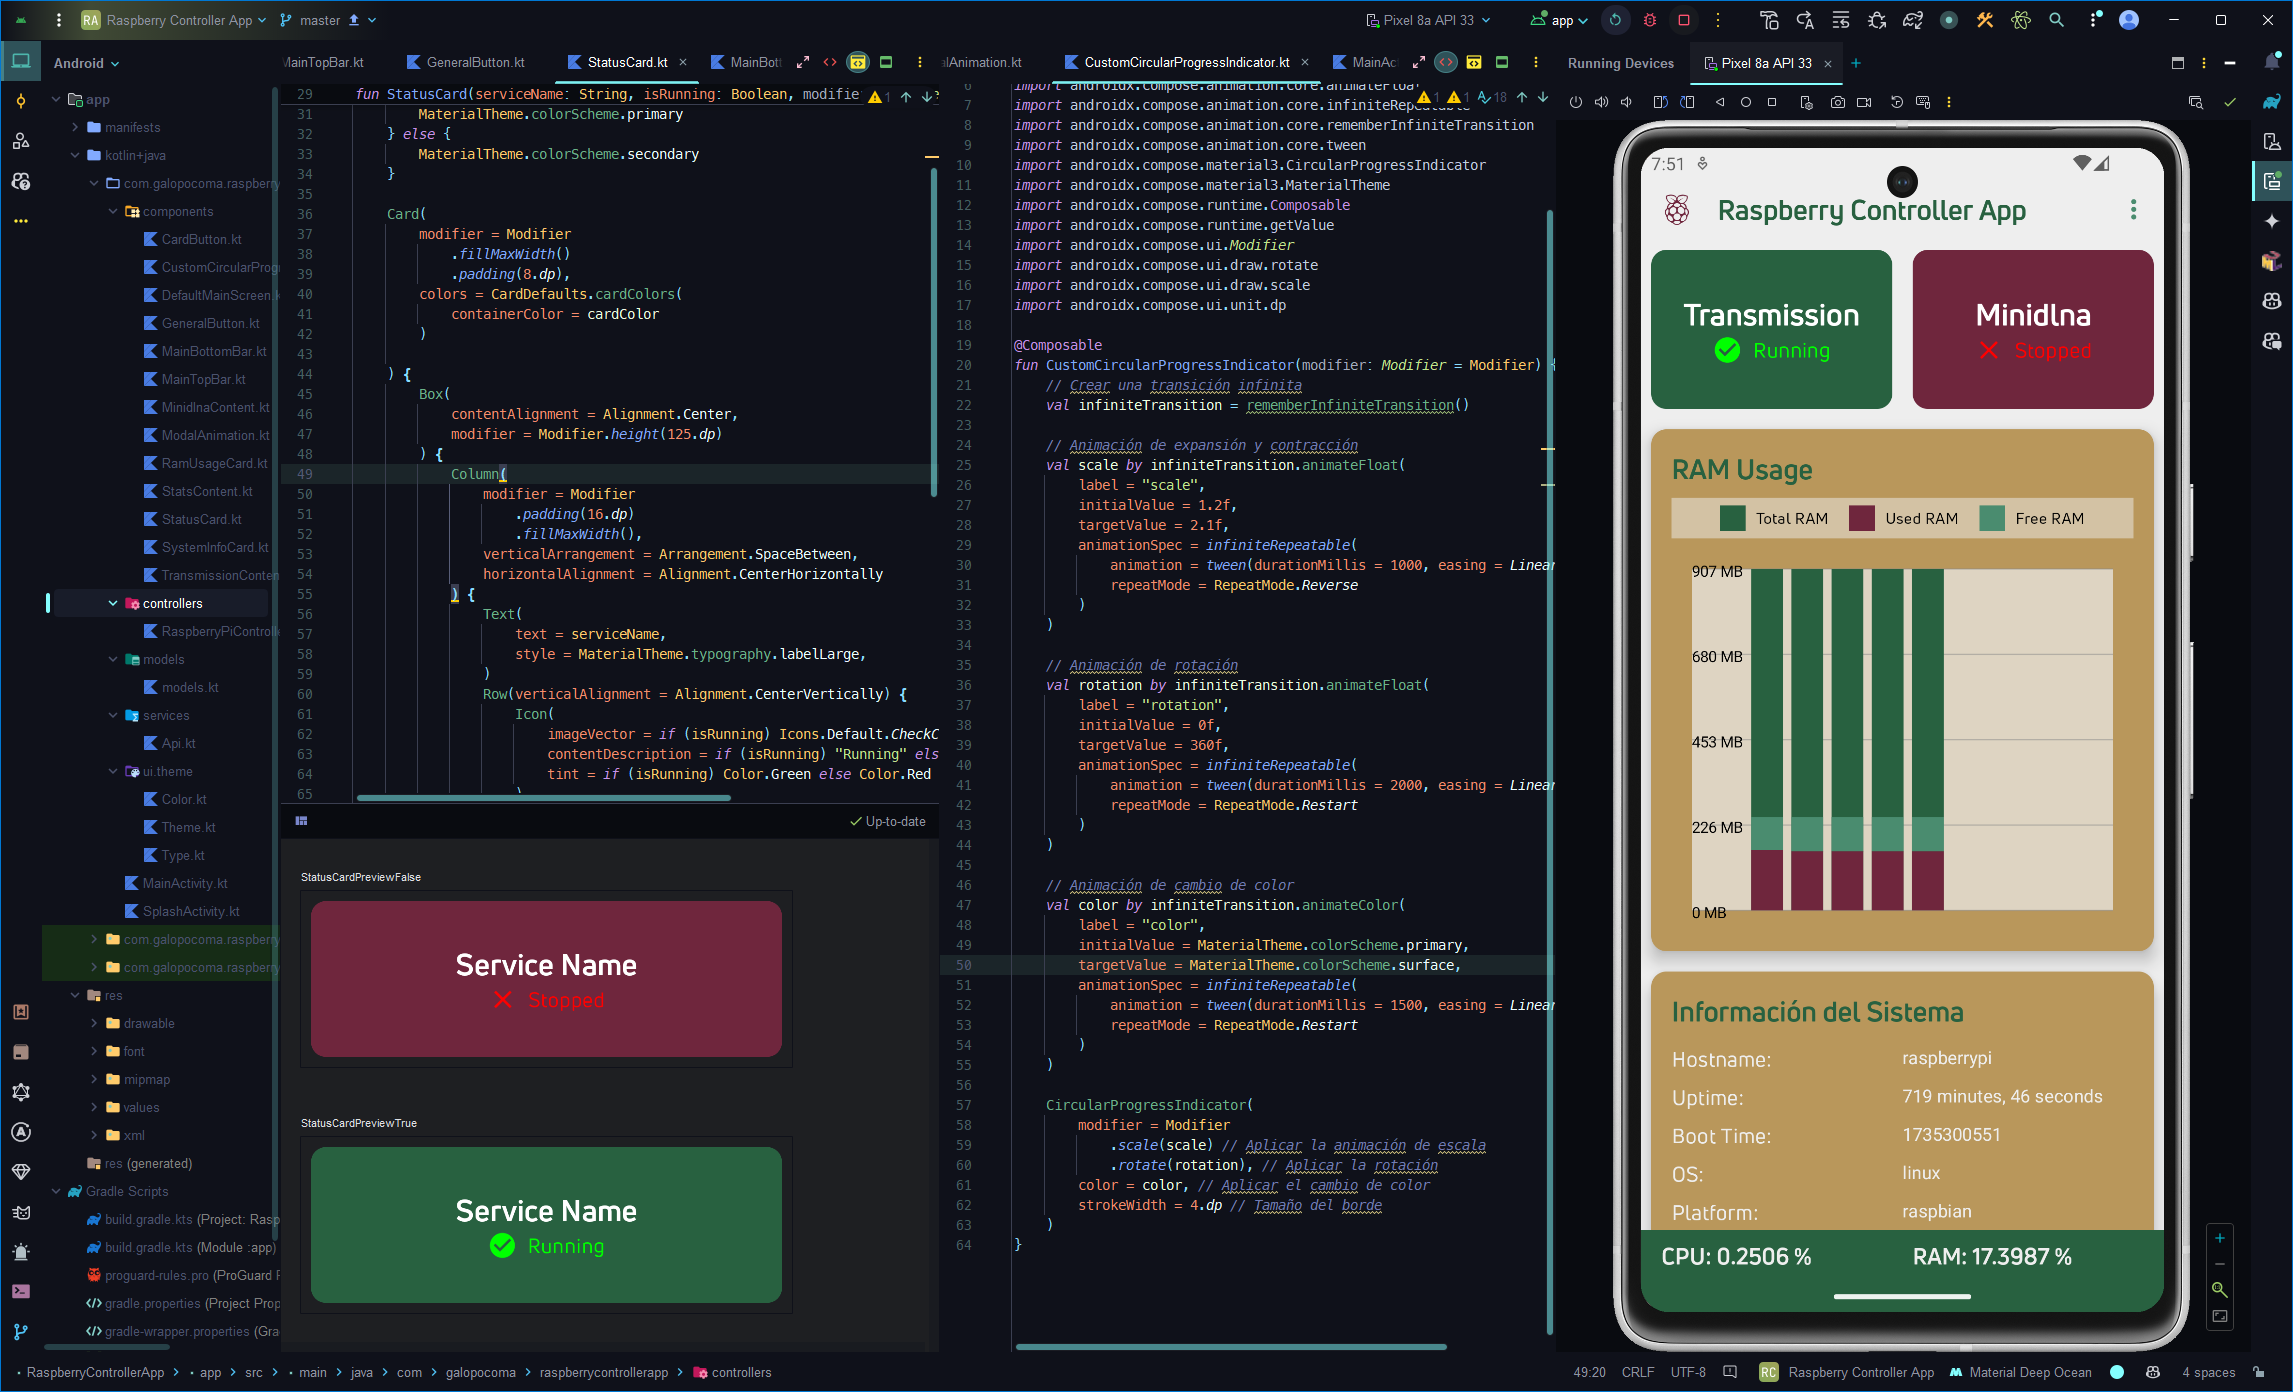 RA Raspberry Controller App master
Pixel 8a API 33 app
Android
app
manifests
kotlin+java
com.galopocoma.raspberry
components
CardButton.kt
CustomCircularProg
DefaultMainScreen.k
GeneralButton.kt
MainBottomBar.kt
MainTopBar.kt
MinidlnaContent.kt
ModalAnimation.kt
RamUsageCard.kt
StatsContent.kt
StatusCard.kt
SystemInfoCard.kt
TransmissionConten
controllers
RaspberryPiControlle
models
models.kt
services
Api.kt
ui.theme
Color.kt
Theme.kt
Type.kt
MainActivity.kt
SplashActivity.kt
com.galopocoma.raspberry
com.galopocoma.raspberry
res
drawable
font
mipmap
values
xml
res (generated)
Gradle Scripts
build.gradle.kts (Project: Rasp
build.gradle.kts (Module :app)
proguard-rules.pro (ProGuard
gradle.properties (Project Prop
gradle-wrapper.properties (Gra
MainTopBar.kt GeneralButton.kt StatusCard.kt MainBott
29 fun StatusCard(serviceName: String, isRunning: Boolean, modifie 1
31 MaterialTheme.colorScheme.primary
32 } else {
33 MaterialTheme.colorScheme.secondary
34 }
35
36 Card(
37 modifier = Modifier
38 .fillMaxWidth()
39 .padding(8.dp),
40 colors = CardDefaults.cardColors(
41 containerColor = cardColor
42 )
43
44 ) {
45 Box(
46 contentAlignment = Alignment.Center,
47 modifier = Modifier.height(125.dp)
48 ) {
49 Column(
50 modifier = Modifier
51 .padding(16.dp)
52 .fillMaxWidth(),
53 verticalArrangement = Arrangement.SpaceBetween,
54 horizontalAlignment = Alignment.CenterHorizontally
55 ) {
56 Text(
57 text = serviceName,
58 style = MaterialTheme.typography.labelLarge,
59 )
60 Row(verticalAlignment = Alignment.CenterVertically) {
61 Icon(
62 imageVector = if (isRunning) Icons.Default.CheckC
63 contentDescription = if (isRunning) "Running" els
64 tint = if (isRunning) Color.Green else Color.Red
65
Up-to-date
StatusCardPreviewFalse
Service Name
Stopped
StatusCardPreviewTrue
Service Name
Running
alAnimation.kt CustomCircularProgressIndicator.kt MainAc
6 import androidx.compose.animation.core.animateFloat 1 1 18
7 import androidx.compose.animation.core.infiniteRepeatable
8 import androidx.compose.animation.core.rememberInfiniteTransition
9 import androidx.compose.animation.core.tween
10 import androidx.compose.material3.CircularProgressIndicator
11 import androidx.compose.material3.MaterialTheme
12 import androidx.compose.runtime.Composable
13 import androidx.compose.runtime.getValue
14 import androidx.compose.ui.Modifier
15 import androidx.compose.ui.draw.rotate
16 import androidx.compose.ui.draw.scale
17 import androidx.compose.ui.unit.dp
18
19 @Composable
20 fun CustomCircularProgressIndicator(modifier: Modifier = Modifier) {
21 // Crear una transición infinita
22 val infiniteTransition = rememberInfiniteTransition()
23
24 // Animación de expansión y contracción
25 val scale by infiniteTransition.animateFloat(
26 label = "scale",
27 initialValue = 1.2f,
28 targetValue = 2.1f,
29 animationSpec = infiniteRepeatable(
30 animation = tween(durationMillis = 1000, easing = Linear
31 repeatMode = RepeatMode.Reverse
32 )
33 )
34
35 // Animación de rotación
36 val rotation by infiniteTransition.animateFloat(
37 label = "rotation",
38 initialValue = 0f,
39 targetValue = 360f,
40 animationSpec = infiniteRepeatable(
41 animation = tween(durationMillis = 2000, easing = Linear
42 repeatMode = RepeatMode.Restart
43 )
44 )
45
46 // Animación de cambio de color
47 val color by infiniteTransition.animateColor(
48 label = "color",
49 initialValue = MaterialTheme.colorScheme.primary,
50 targetValue = MaterialTheme.colorScheme.surface,
51 animationSpec = infiniteRepeatable(
52 animation = tween(durationMillis = 1500, easing = Linear
53 repeatMode = RepeatMode.Restart
54 )
55 )
56
57 CircularProgressIndicator(
58 modifier = Modifier
59 .scale(scale) // Aplicar la animación de escala
60 .rotate(rotation), // Aplicar la rotación
61 color = color, // Aplicar el cambio de color
62 strokeWidth = 4.dp // Tamaño del borde
63 )
64 }
Running Devices Pixel 8a API 33
7:51
Raspberry Controller App
Transmission
Running
Minidlna
Stopped
RAM Usage
Total RAM Used RAM Free RAM
907 MB
680 MB
453 MB
226 MB
0 MB
Información del Sistema
Hostname: raspberrypi
Uptime: 719 minutes, 46 seconds
Boot Time: 1735300551
OS: linux
Platform: raspbian
CPU: 0.2506 % RAM: 17.3987 %
RaspberryControllerApp app src main java com galopocoma raspberrycontrollerapp controllers
49:20 CRLF UTF-8 RC Raspberry Controller App Material Deep Ocean 4 spaces